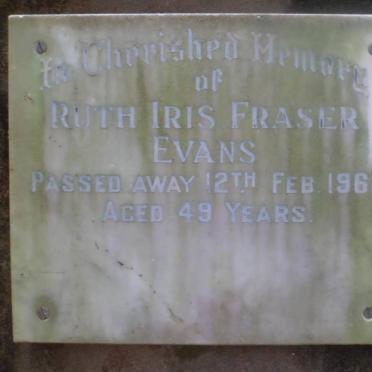 In Cherished Memory
of
RUTH IRIS FRASER
EVANS
PASSED AWAY 12TH FEB. 196
AGED 49 YEARS.